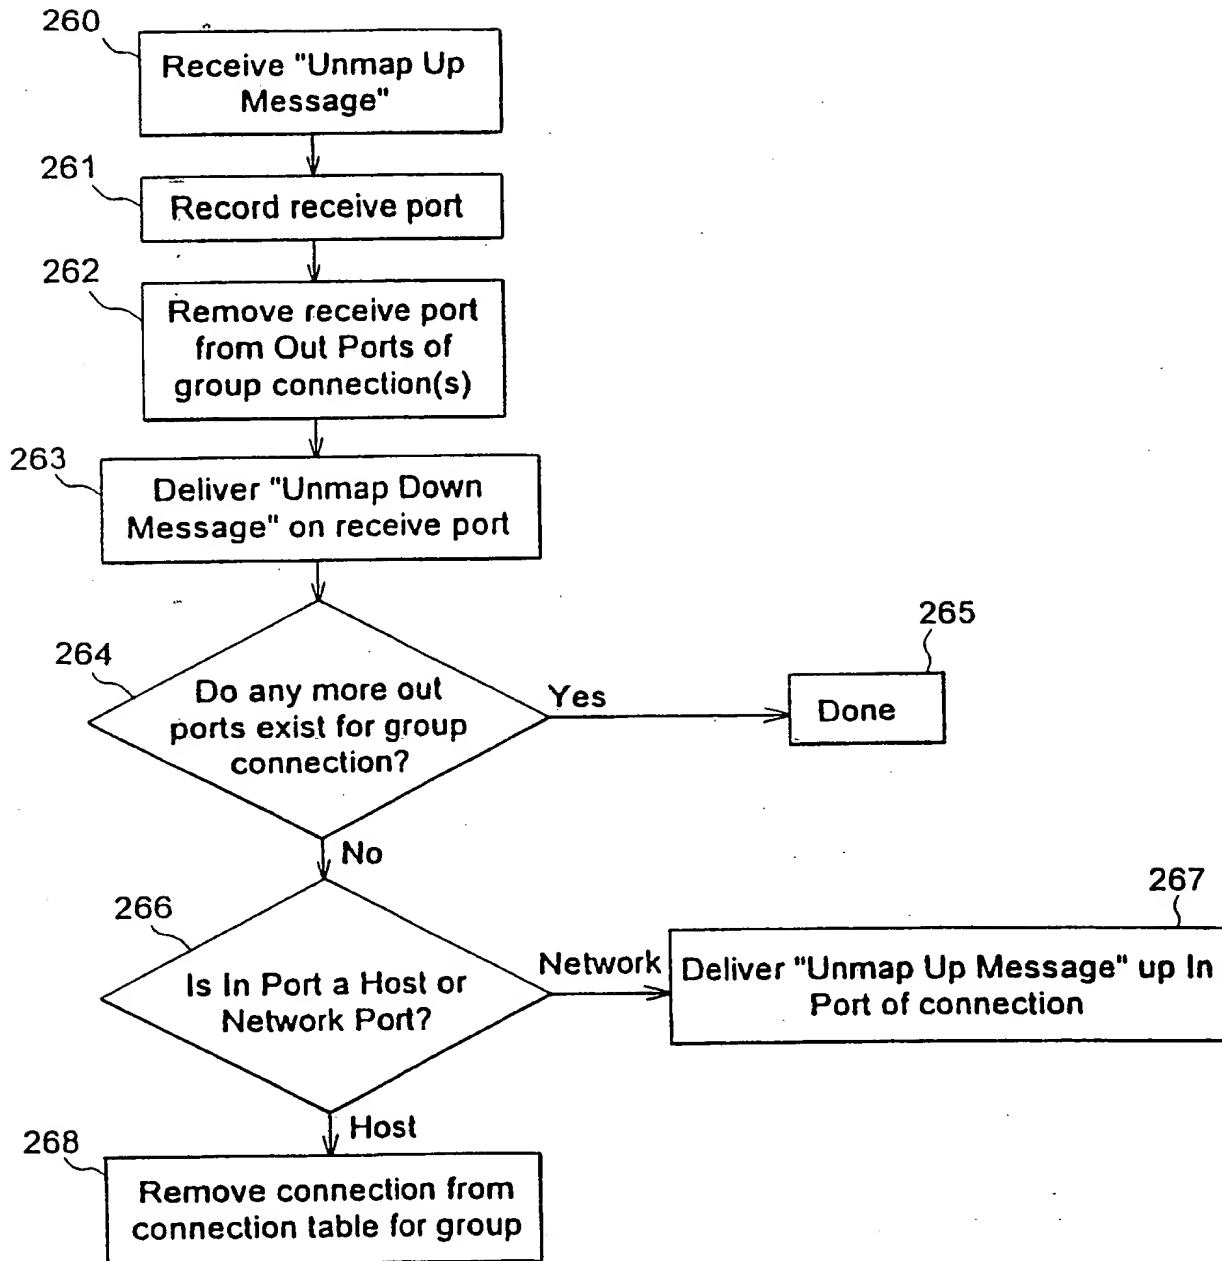 260
Receive "Unmap Up
Message"
261
Record receive port
262
Remove receive port
from Out Ports of
group connection(s)
263
Deliver "Unmap Down
Message" on receive port
264
Do any more out
ports exist for group
connection?
Yes
265
Done
No
266
Is In Port a Host or
Network Port?
Network
267
Deliver "Unmap Up Message" up In
Port of connection
Host
268
Remove connection from
connection table for group